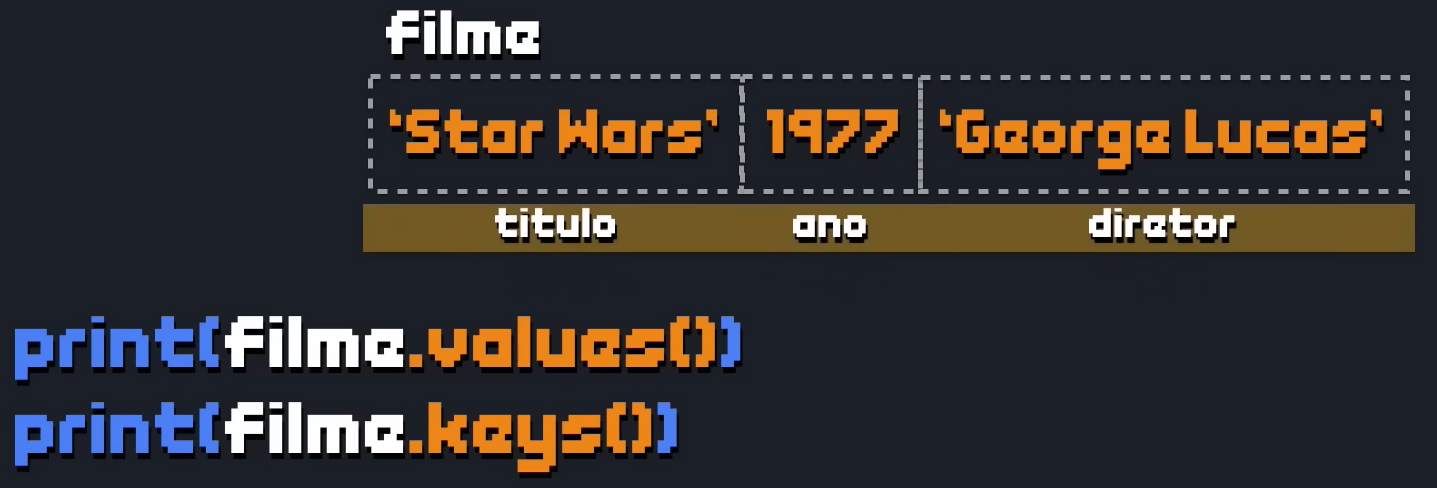 filme
'Star Wars' 1977 'George Lucas'
titulo ano diretor
print(filme.values())
print(filme.keys())